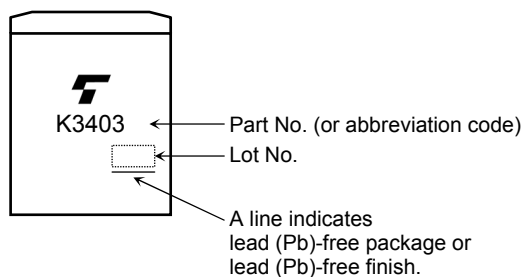 K3403
Part No. (or abbreviation code)
Lot No.
A line indicates
lead (Pb)-free package or
lead (Pb)-free finish.